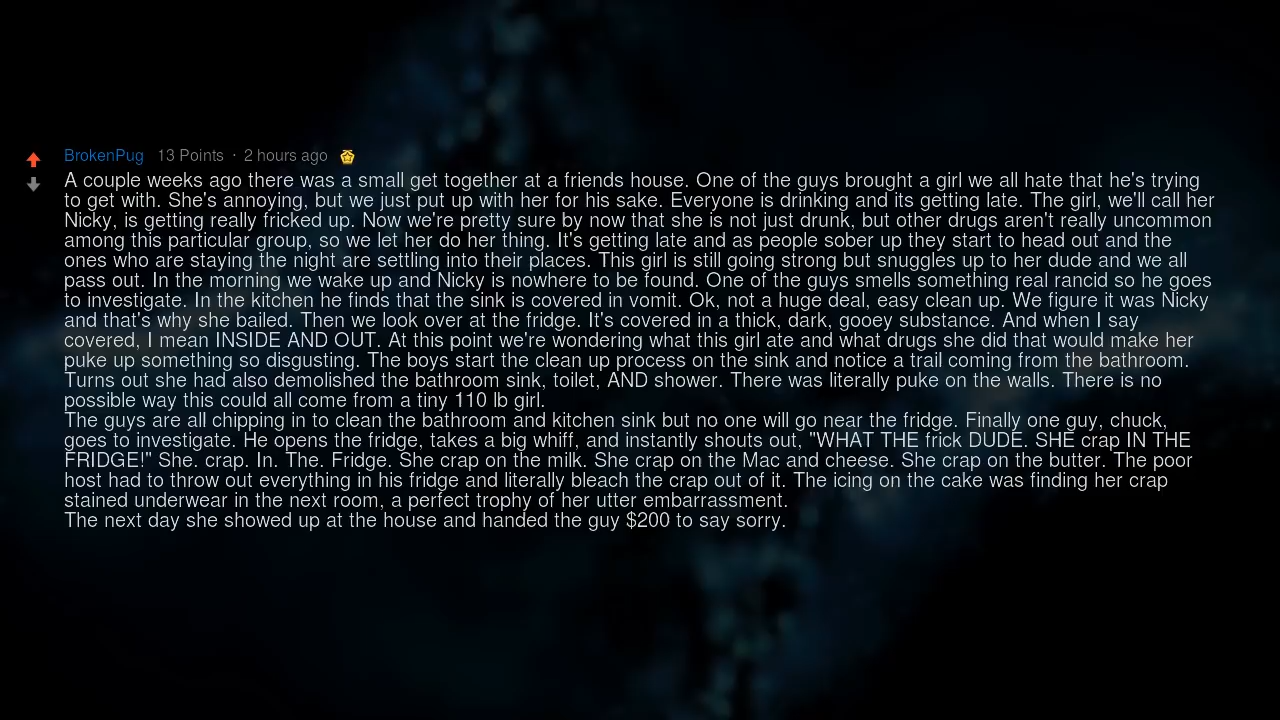 BrokenPug 13 Points · 2 hours ago
A couple weeks ago there was a small get together at a friends house. One of the guys brought a girl we all hate that he's trying
to get with. She's annoying, but we just put up with her for his sake. Everyone is drinking and its getting late. The girl, we'll call her
Nicky, is getting really fricked up. Now we're pretty sure by now that she is not just drunk, but other drugs aren't really uncommon
among this particular group, so we let her do her thing. It's getting late and as people sober up they start to head out and the
ones who are staying the night are settling into their places. This girl is still going strong but snuggles up to her dude and we all
pass out. In the morning we wake up and Nicky is nowhere to be found. One of the guys smells something real rancid so he goes
to investigate. In the kitchen he finds that the sink is covered in vomit. Ok, not a huge deal, easy clean up. We figure it was Nicky
and that's why she bailed. Then we look over at the fridge. It's covered in a thick, dark, gooey substance. And when I say
covered, I mean INSIDE AND OUT. At this point we're wondering what this girl ate and what drugs she did that would make her
puke up something so disgusting. The boys start the clean up process on the sink and notice a trail coming from the bathroom.
Turns out she had also demolished the bathroom sink, toilet, AND shower. There was literally puke on the walls. There is no
possible way this could all come from a tiny 110 lb girl.
The guys are all chipping in to clean the bathroom and kitchen sink but no one will go near the fridge. Finally one guy, chuck,
goes to investigate. He opens the fridge, takes a big whiff, and instantly shouts out, "WHAT THE frick DUDE. SHE crap IN THE
FRIDGE!" She. crap. In. The. Fridge. She crap on the milk. She crap on the Mac and cheese. She crap on the butter. The poor
host had to throw out everything in his fridge and literally bleach the crap out of it. The icing on the cake was finding her crap
stained underwear in the next room, a perfect trophy of her utter embarrassment.
The next day she showed up at the house and handed the guy $200 to say sorry.